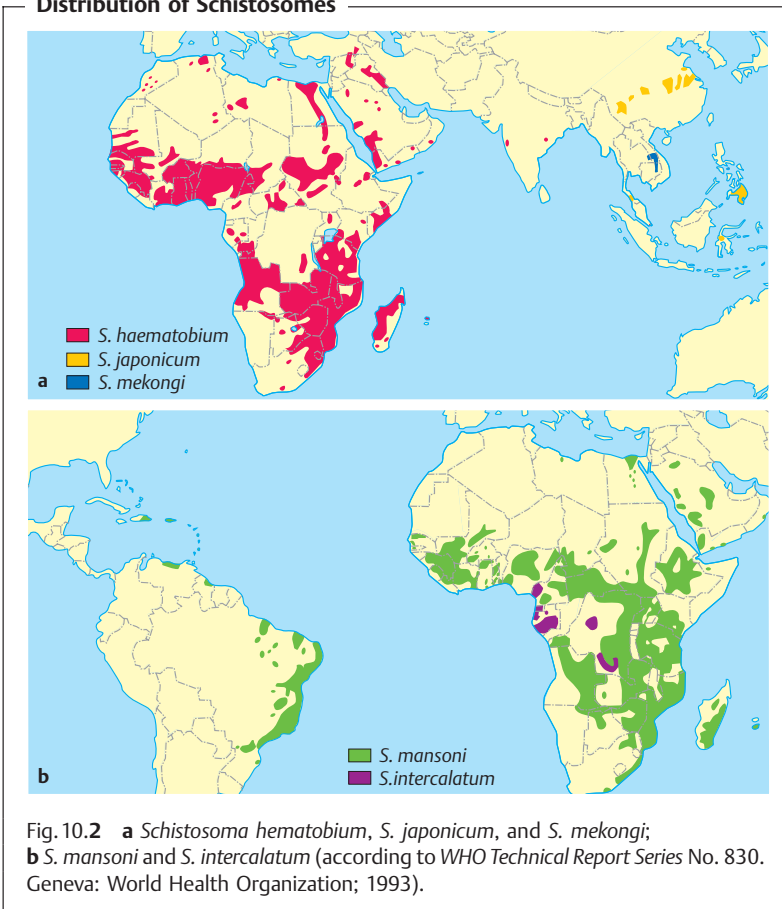 Distribution of Schistosomes
S. haematobium
S. japonicum
a S. mekongi
S. mansoni
b S.intercalatum
Fig. 10.2 a Schistosoma hematobium, S. japonicum, and S. mekongi;
b S. mansoni and S. intercalatum (according to WHO Technical Report Series No. 830.
Geneva: World Health Organization; 1993).